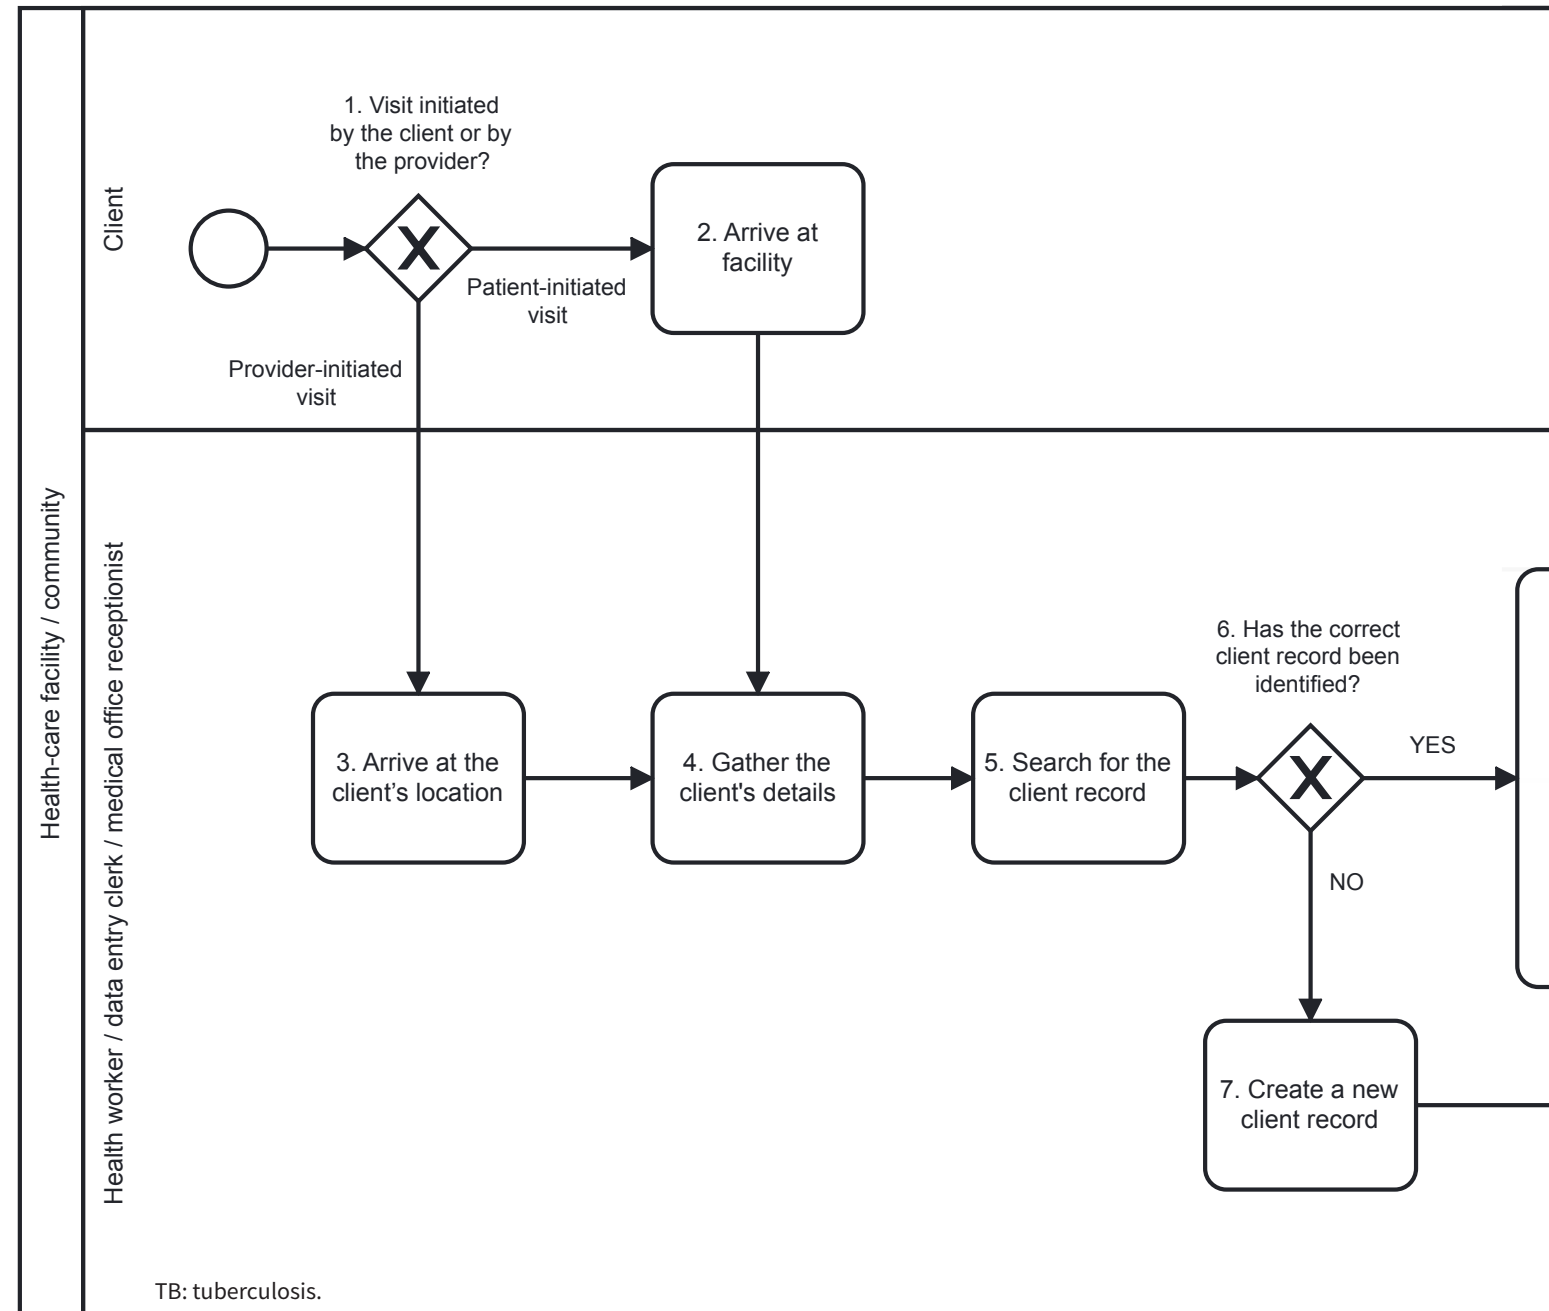 Health-care facility / community
Client
1. Visit initiated
by the client or by
the provider?
X
Patient-initiated
visit
2. Arrive at
facility
Provider-initiated
visit
Health worker / data entry clerk / medical office receptionist
3. Arrive at the
client’s location
4. Gather the
client's details
5. Search for the
client record
6. Has the correct
client record been
identified?
X
YES
NO
7. Create a new
client record
TB: tuberculosis.